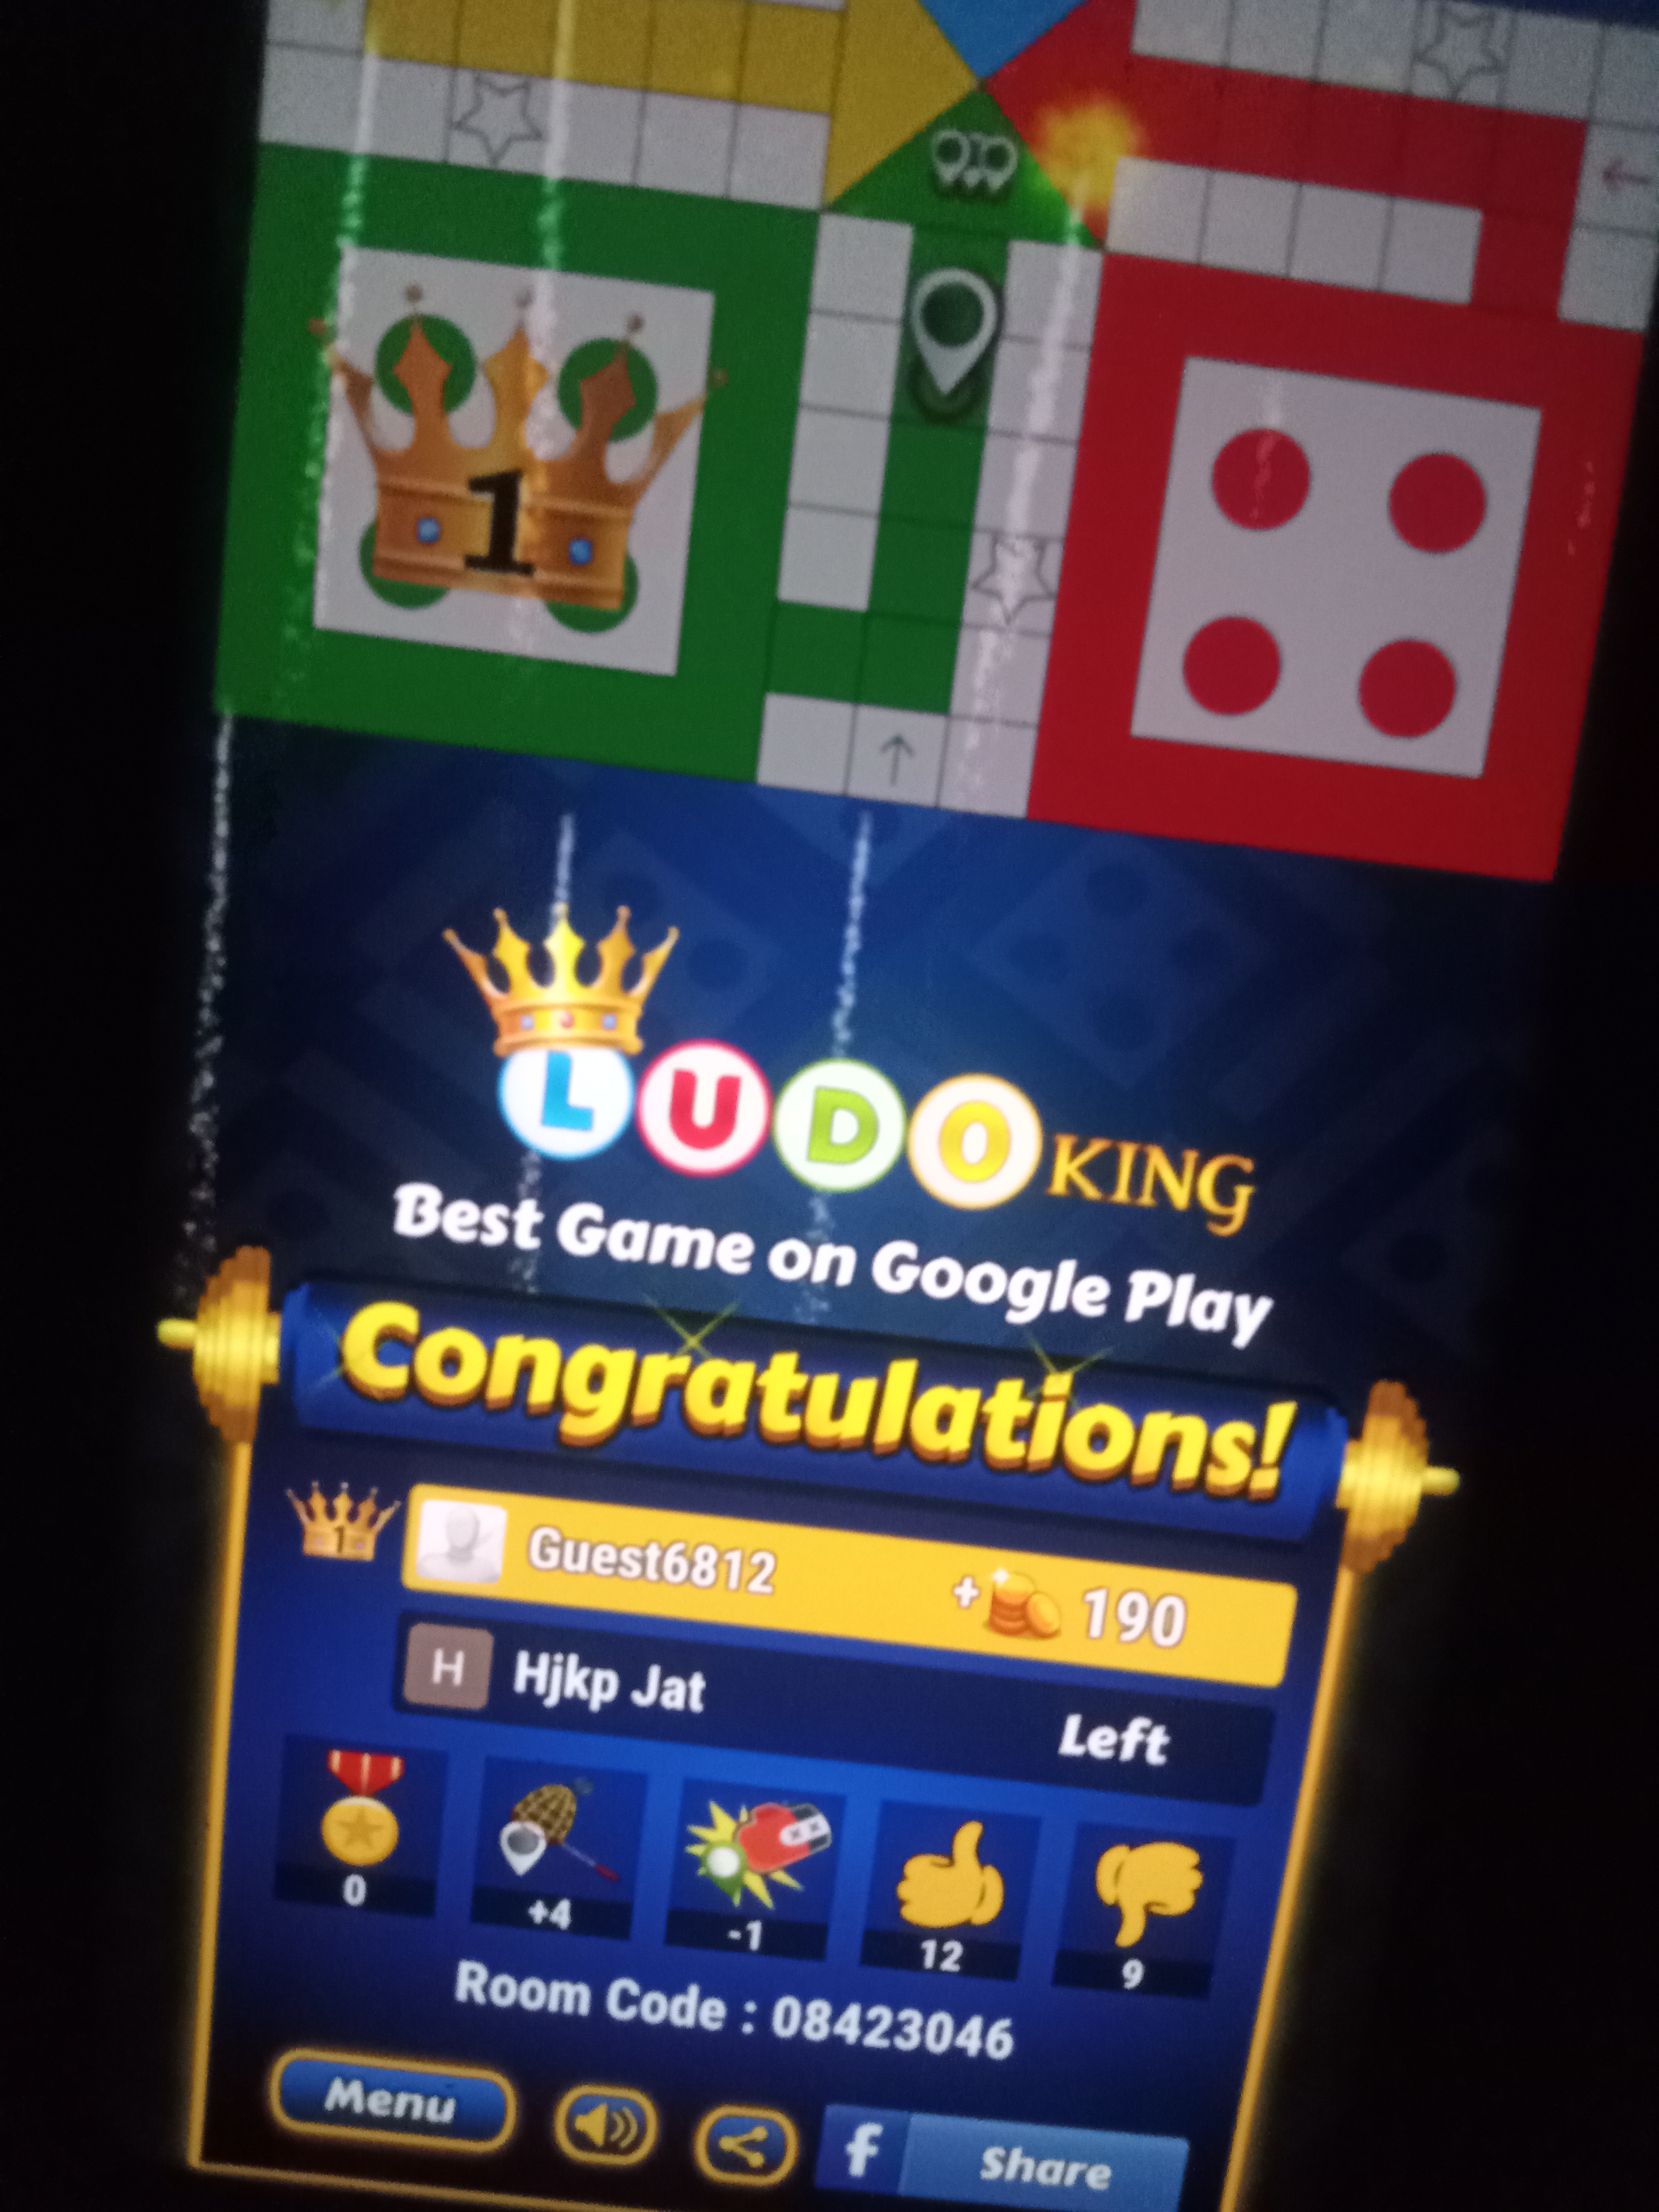 1
LUDO KING
Best Game on Google Play
Congratulations!
1 Guest6812 + 190
H Hjkp Jat Left
0 +4 -1 12 9
Room Code : 08423046
Menu f Share